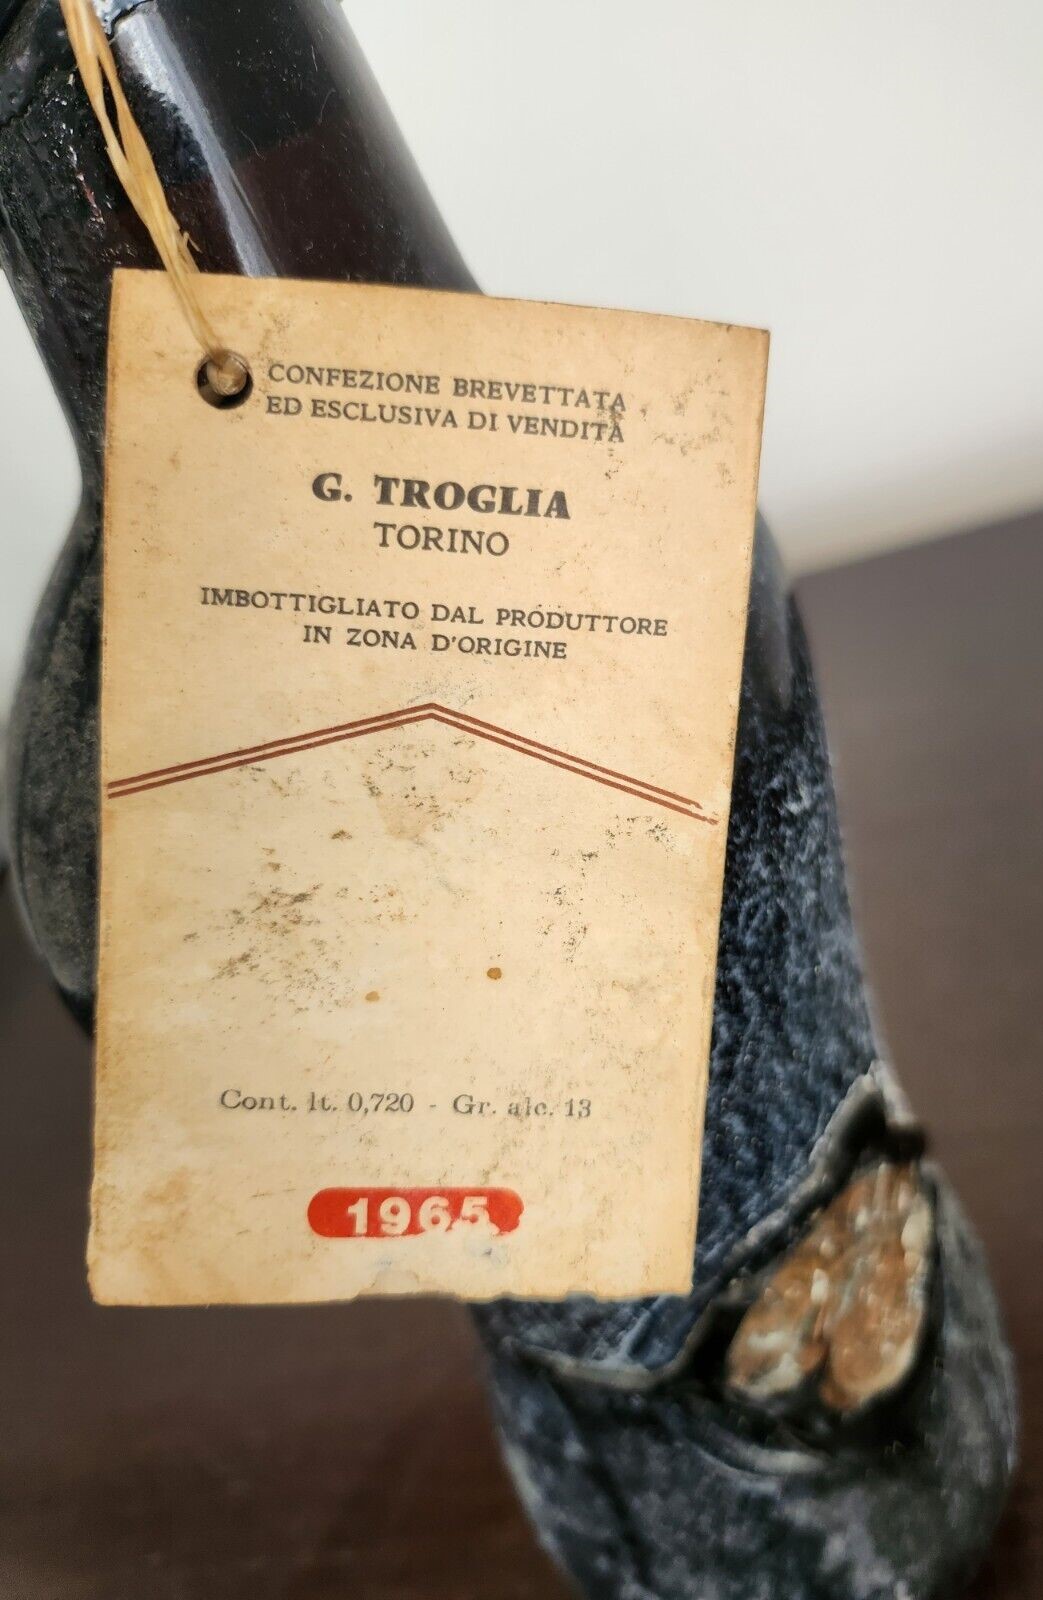 CONFEZIONE BREVETTATA
ED ESCLUSIVA DI VENDITA
G. TROGLIA
TORINO
IMBOTTIGLIATO DAL PRODUTTORE
IN ZONA D'ORIGINE
Cont. lt. 0,720 - Gr. alc. 13
1965